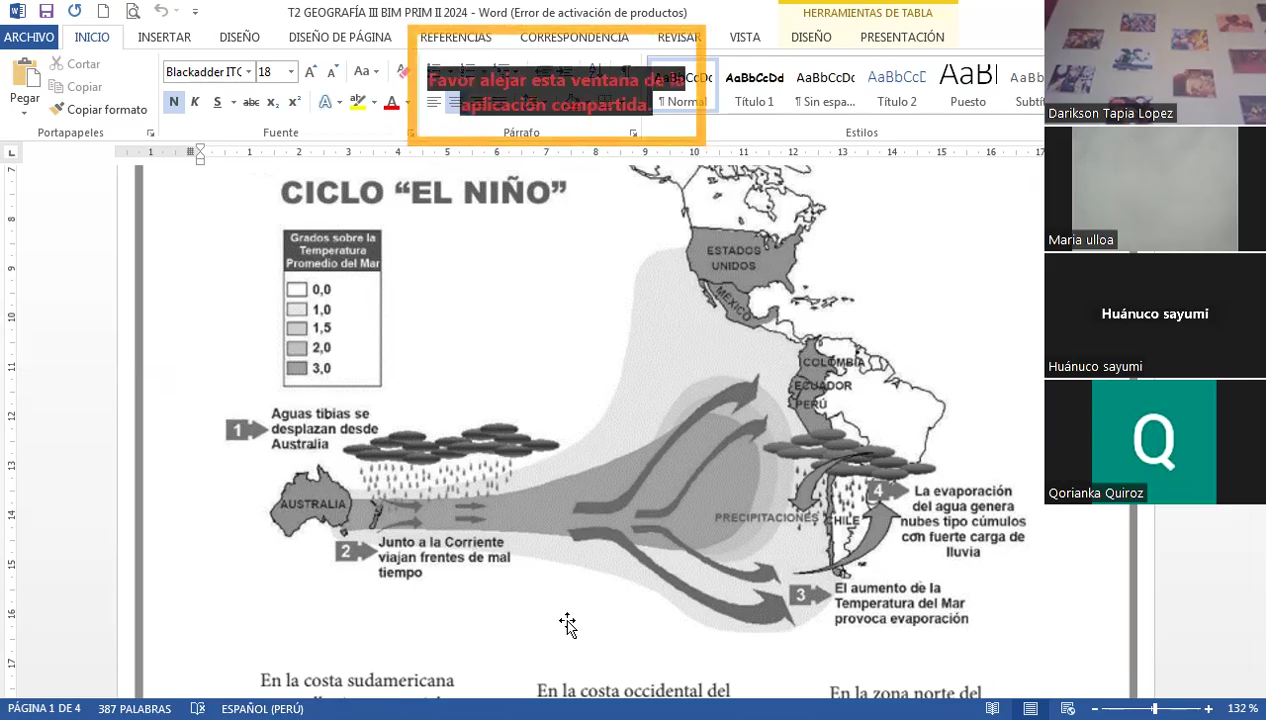 T2 GEOGRAFÍA III BIM PRIM II 2024 - Word (Error de activación de productos)
HERRAMIENTAS DE TABLA
ARCHIVO INICIO INSERTAR DISEÑO DISEÑO DE PÁGINA REFERENCIAS CORRESPONDENCIA REVISAR VISTA DISEÑO PRESENTACIÓN
Pegar
Cortar
Copiar
Copiar formato
Portapapeles
Blackadder ITC 18
Aa
N
abc x₂ x²
Fuente
Favor alejar esta ventana de la
aplicación compartida.
Párrafo
AaBbCcDc AaBbCcDc AaBbC AaB
¶ Normal Título 1 ¶ Sin espa... Título 2 Puesto
Estilos
CICLO “EL NIÑO”
Grados sobre la
Temperatura
Promedio del Mar
0,0
1,0
1,5
2,0
3,0
ESTADOS
UNIDOS
MEXICO
COLOMBIA
ECUADOR
PERÚ
1
Aguas tibias se
desplazan desde
Australia
AUSTRALIA
2
Junto a la Corriente
viajan frentes de mal
tiempo
PRECIPITACIONES CHILE
4
La evaporación
del agua genera
nubes tipo cúmulos
con fuerte carga de
lluvia
3
El aumento de la
Temperatura del Mar
provoca evaporación
En la costa sudamericana
En la costa occidental del
En la zona norte del
Darikson Tapia Lopez
Maria ulloa
Huánuco sayumi
Huánuco sayumi
Q
Qorianka Quiroz
PÁGINA 1 DE 4 387 PALABRAS ESPAÑOL (PERÚ) 132 %